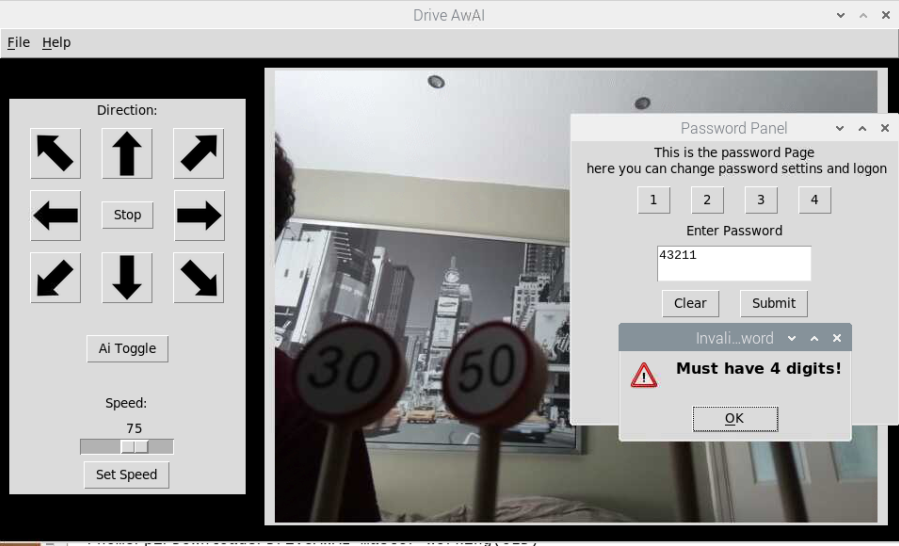 Drive AwAI
File Help
Direction:
Stop
Ai Toggle
Speed:
75
Set Speed
30
50
Password Panel
This is the password Page
here you can change password settins and logon
1 2 3 4
Enter Password
43211
Clear Submit
Invali...word
Must have 4 digits!
OK